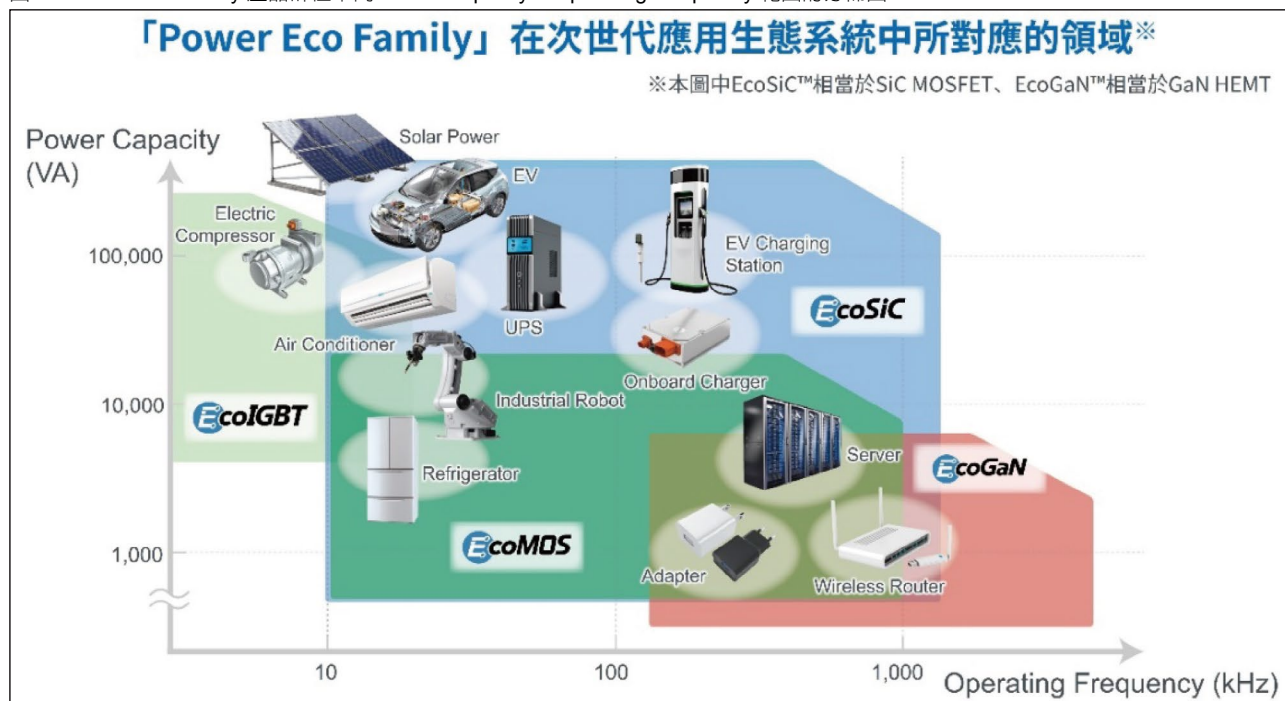 「Power Eco Family」在次世代應用生態系統中所對應的領域※
※本圖中EcoSiC™相當於SiC MOSFET、EcoGaN™相當於GaN HEMT
Power Capacity
(VA)
Solar Power
EV
Electric
Compressor
100,000
EV Charging
Station
EcoSiC
UPS
Air Conditioner
Onboard Charger
10,000
EcoIGBT
Industrial Robot
Server
EcoGaN
Refrigerator
EcoMOS
1,000
Adapter
Wireless Router
10
100
1,000
Operating Frequency (kHz)